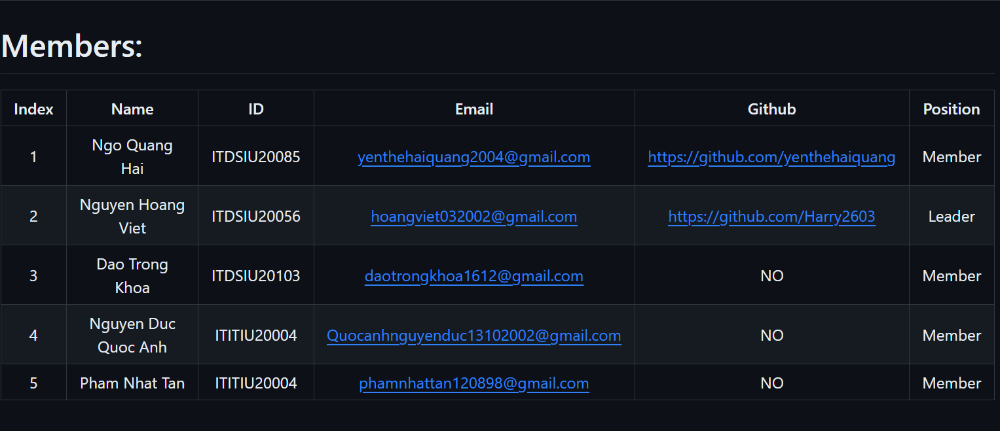 Members:
Index Name ID Email Github Position
1 Ngo Quang Hai ITDSIU20085 yenthehaiquang2004@gmail.com https://github.com/yenthehaiquang Member
2 Nguyen Hoang Viet ITDSIU20056 hoangviet032002@gmail.com https://github.com/Harry2603 Leader
3 Dao Trong Khoa ITDSIU20103 daotrongkhoa1612@gmail.com NO Member
4 Nguyen Duc Quoc Anh ITITIU20004 Quocanhnguyenduc13102002@gmail.com NO Member
5 Pham Nhat Tan ITITIU20004 phamnhattan120898@gmail.com NO Member